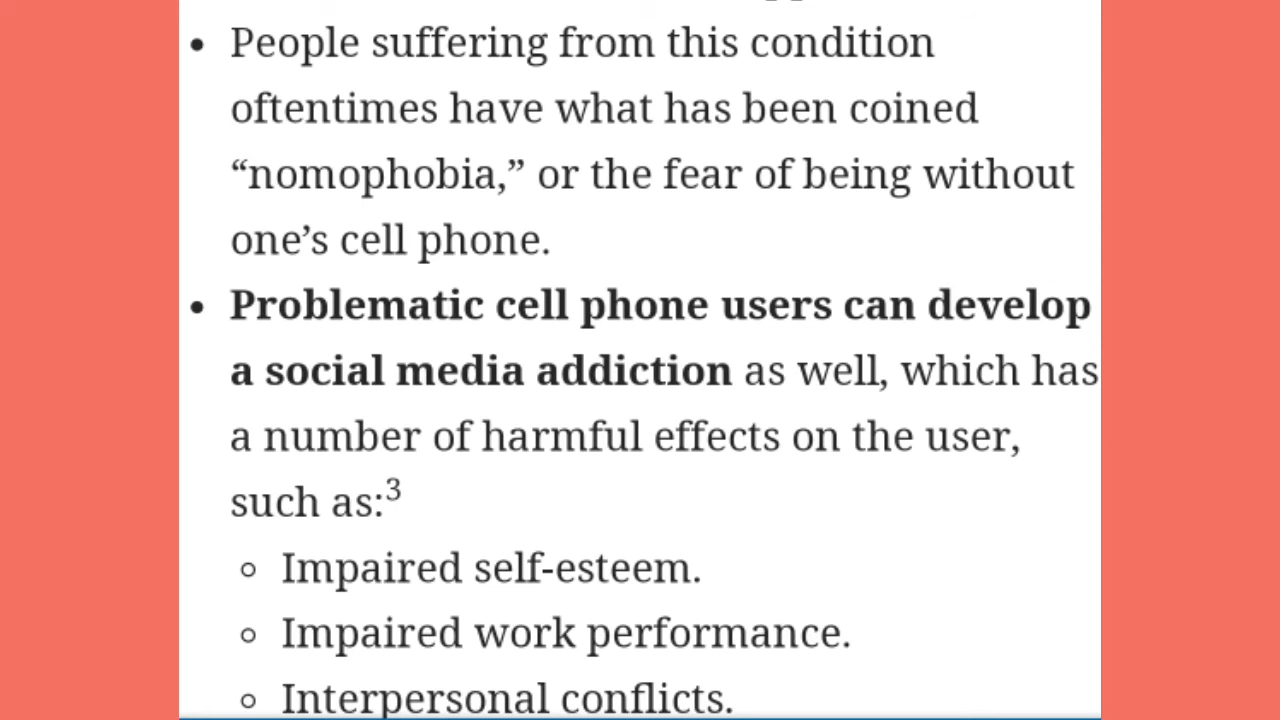 • People suffering from this condition
oftentimes have what has been coined
“nomophobia,” or the fear of being without
one’s cell phone.
• Problematic cell phone users can develop
a social media addiction as well, which has
a number of harmful effects on the user,
such as:3
◦ Impaired self-esteem.
◦ Impaired work performance.
◦ Interpersonal conflicts.